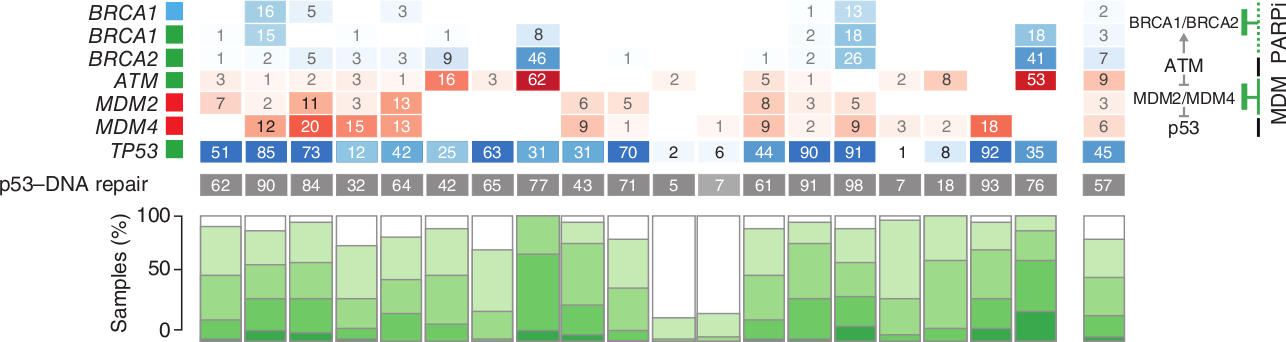 BRCA1 16 5 3 1 13 2
BRCA1 1 15 1 1 8 2 18 18 3
BRCA2 1 2 5 3 3 9 46 1 1 2 26 41 7
ATM 3 1 2 3 1 16 3 62 2 5 1 2 8 53 9
MDM2 7 2 11 3 13 6 5 8 3 5 3
MDM4 12 20 15 13 9 1 1 9 2 9 3 2 18 6
TP53 51 85 73 12 42 25 63 31 31 70 2 6 44 90 91 1 8 92 35 45
p53–DNA repair 62 90 84 32 64 42 65 77 43 71 5 7 61 91 98 7 18 93 76 57
BRCA1/BRCA2
ATM
MDM2/MDM4
p53
PARPi
MDM
Samples (%)
100
50
0